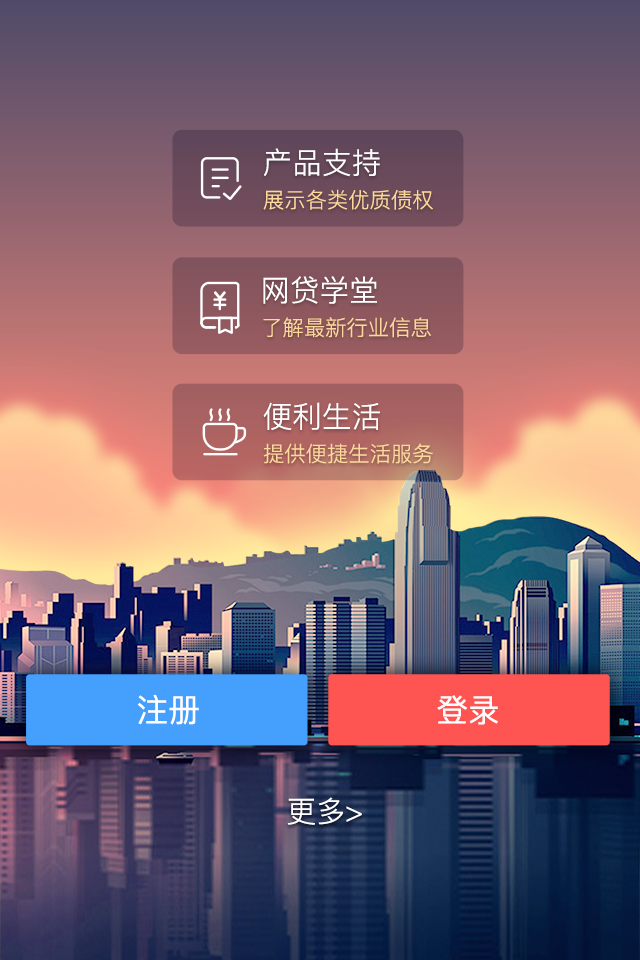 产品支持
展示各类优质债权
网贷学堂
了解最新行业信息
便利生活
提供便捷生活服务
注册
登录
更多>